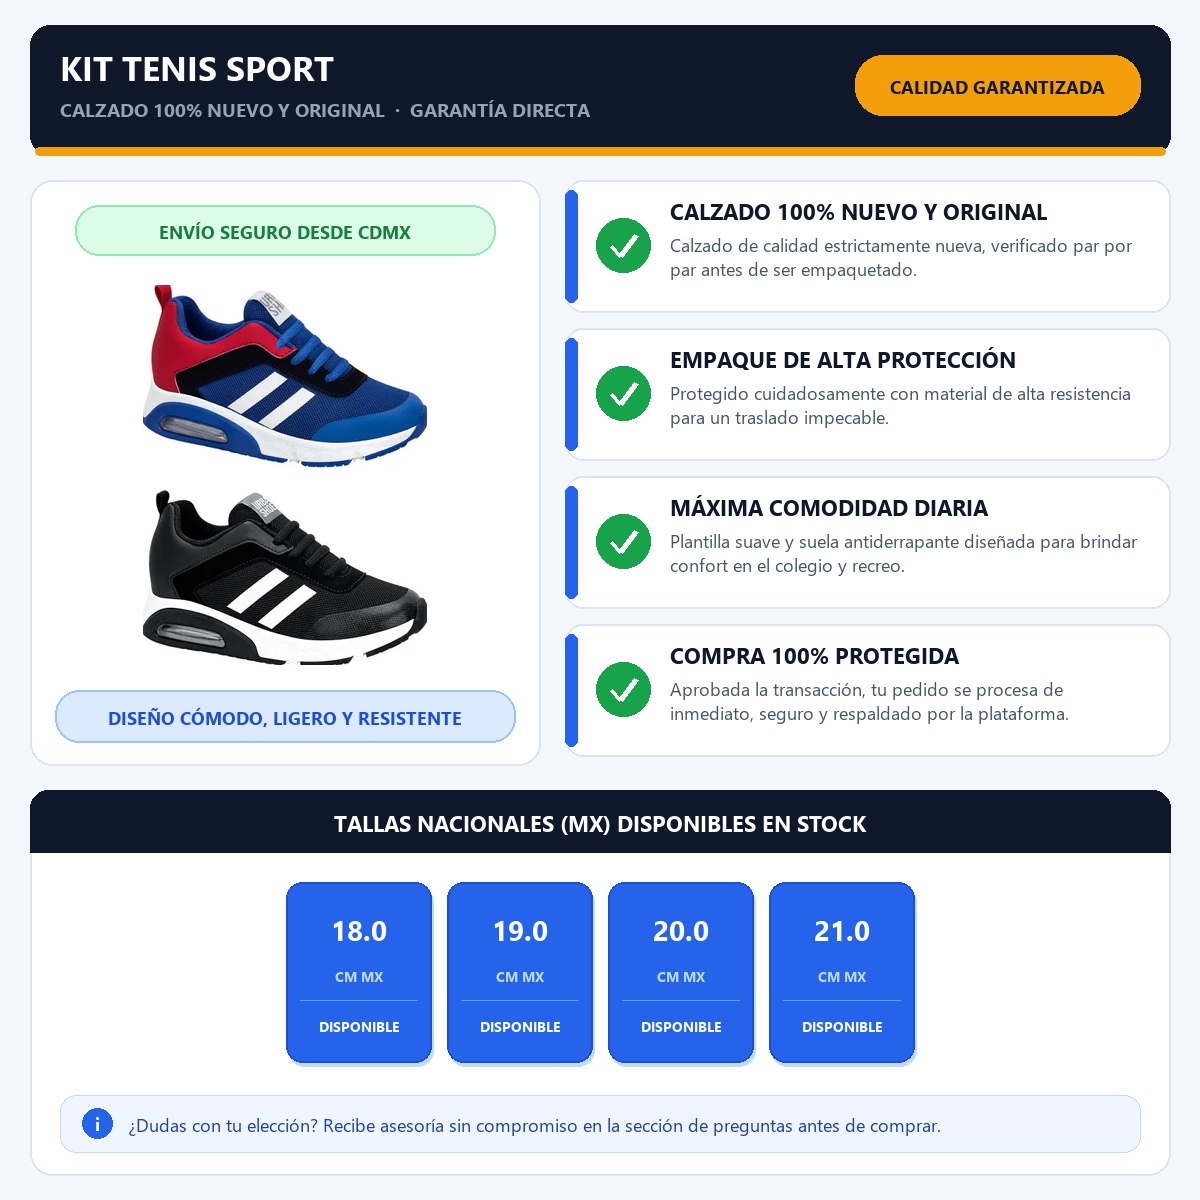 KIT TENIS SPORT
CALZADO 100% NUEVO Y ORIGINAL · GARANTÍA DIRECTA
CALIDAD GARANTIZADA
ENVÍO SEGURO DESDE CDMX
DISEÑO CÓMODO, LIGERO Y RESISTENTE
CALZADO 100% NUEVO Y ORIGINAL
Calzado de calidad estrictamente nueva, verificado par por
par antes de ser empaquetado.
EMPAQUE DE ALTA PROTECCIÓN
Protegido cuidadosamente con material de alta resistencia
para un traslado impecable.
MÁXIMA COMODIDAD DIARIA
Plantilla suave y suela antiderrapante diseñada para brindar
confort en el colegio y recreo.
COMPRA 100% PROTEGIDA
Aprobada la transacción, tu pedido se procesa de
inmediato, seguro y respaldado por la plataforma.
TALLAS NACIONALES (MX) DISPONIBLES EN STOCK
18.0
CM MX
DISPONIBLE
19.0
CM MX
DISPONIBLE
20.0
CM MX
DISPONIBLE
21.0
CM MX
DISPONIBLE
¿Dudas con tu elección? Recibe asesoría sin compromiso en la sección de preguntas antes de comprar.